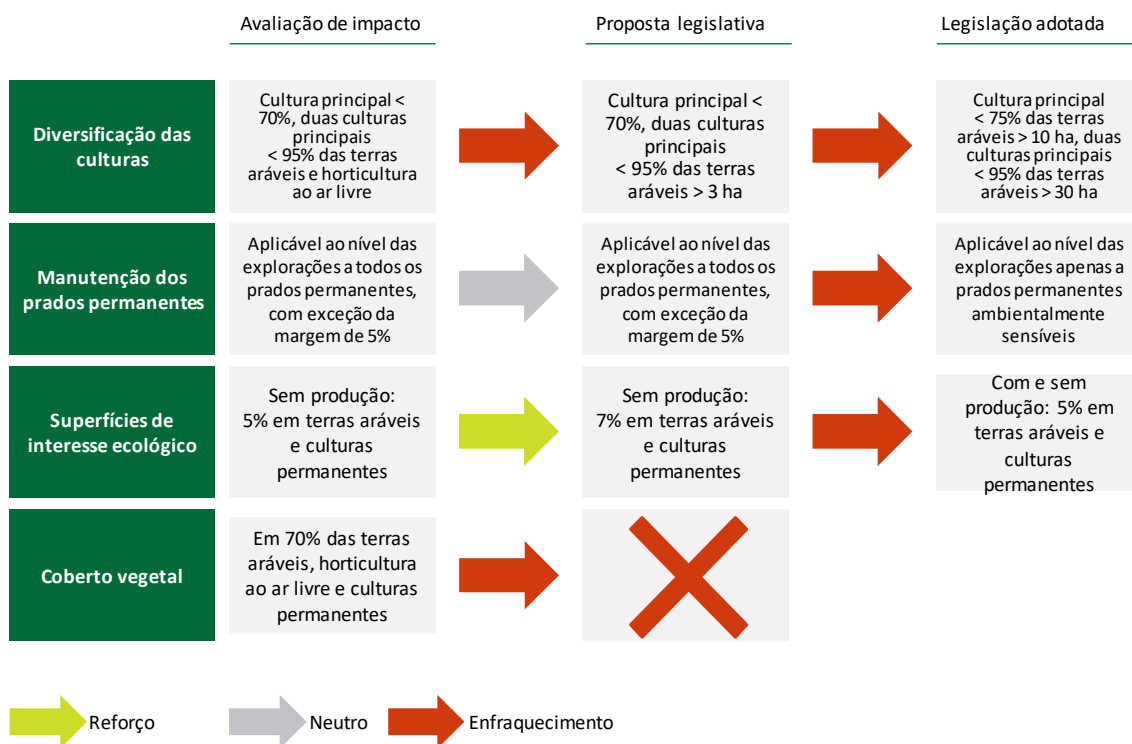 Avaliação de impacto
Proposta legislativa
Legislação adotada
Diversificação das
culturas
Cultura principal <
70%, duas culturas
principais
< 95% das terras
aráveis e horticultura
ao ar livre
Cultura principal <
70%, duas culturas
principais
< 95% das terras
aráveis > 3 ha
Cultura principal
< 75% das terras
aráveis > 10 ha, duas
culturas principais
< 95% das terras
aráveis > 30 ha
Manutenção dos
prados permanentes
Aplicável ao nível das
explorações a todos os
prados permanentes,
com exceção da
margem de 5%
Aplicável ao nível das
explorações a todos os
prados permanentes,
com exceção da
margem de 5%
Aplicável ao nível das
explorações apenas a
prados permanentes
ambientalmente
sensíveis
Superfícies de
interesse ecológico
Sem produção:
5% em terras aráveis
e culturas
permanentes
Sem produção:
7% em terras aráveis
e culturas
permanentes
Com e sem
produção: 5% em
terras aráveis e
culturas
permanentes
Coberto vegetal
Em 70% das terras
aráveis, horticultura
ao ar livre e culturas
permanentes
Reforço
Neutro
Enfraquecimento